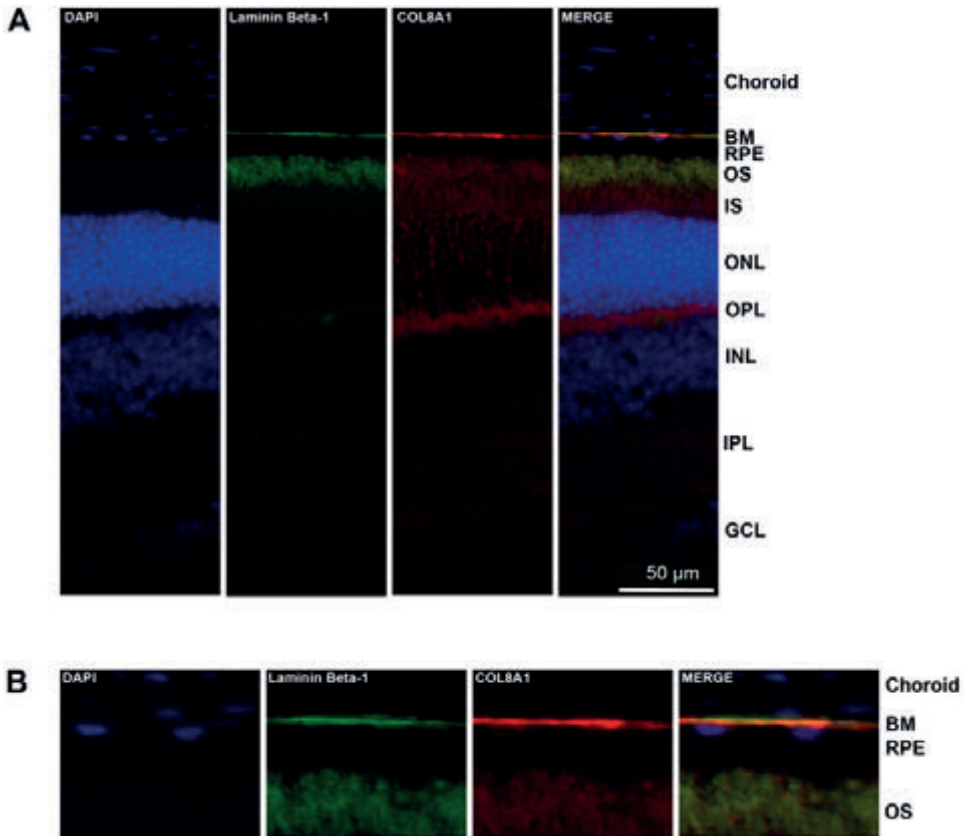 A
DAPI
Laminin Beta-1
COL8A1
MERGE
Choroid
BM
RPE
OS
IS
ONL
OPL
INL
IPL
GCL
50 µm
B
DAPI
Laminin Beta-1
COL8A1
MERGE
Choroid
BM
RPE
OS